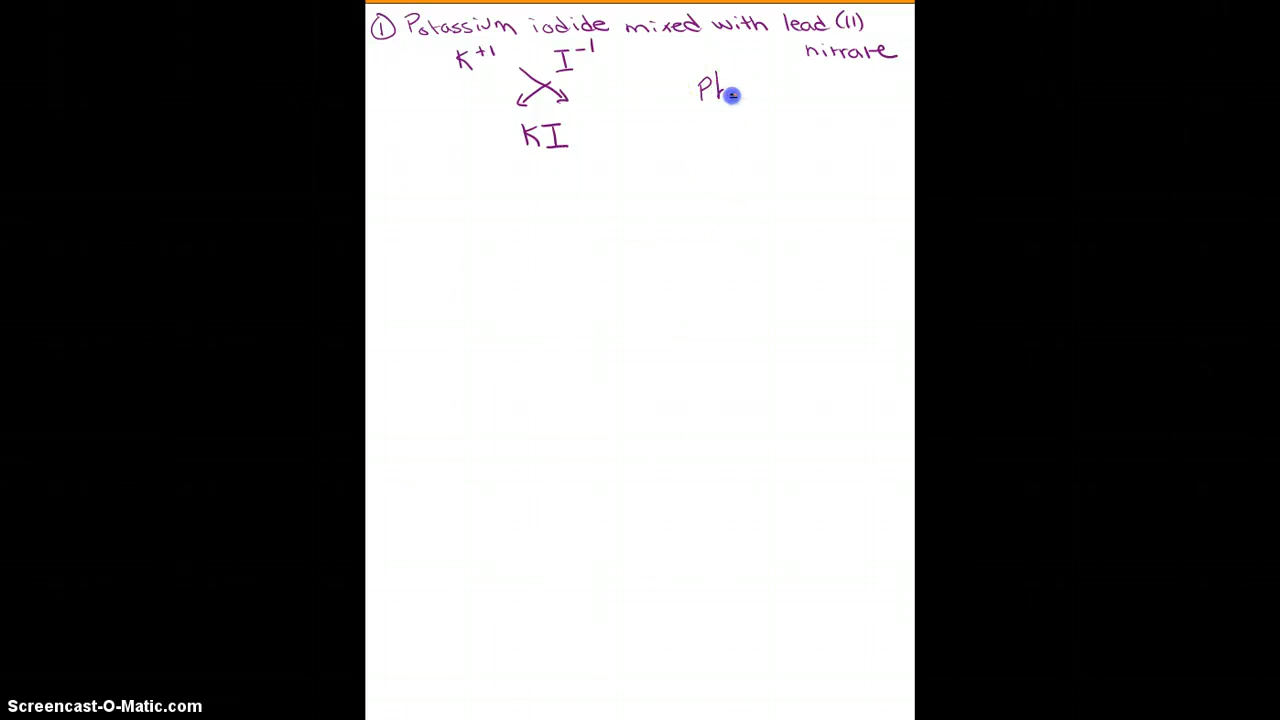 ① Potassium iodide mixed with lead (II)
nitrate
K+1 I-1
Pb
KI
Screencast-O-Matic.com